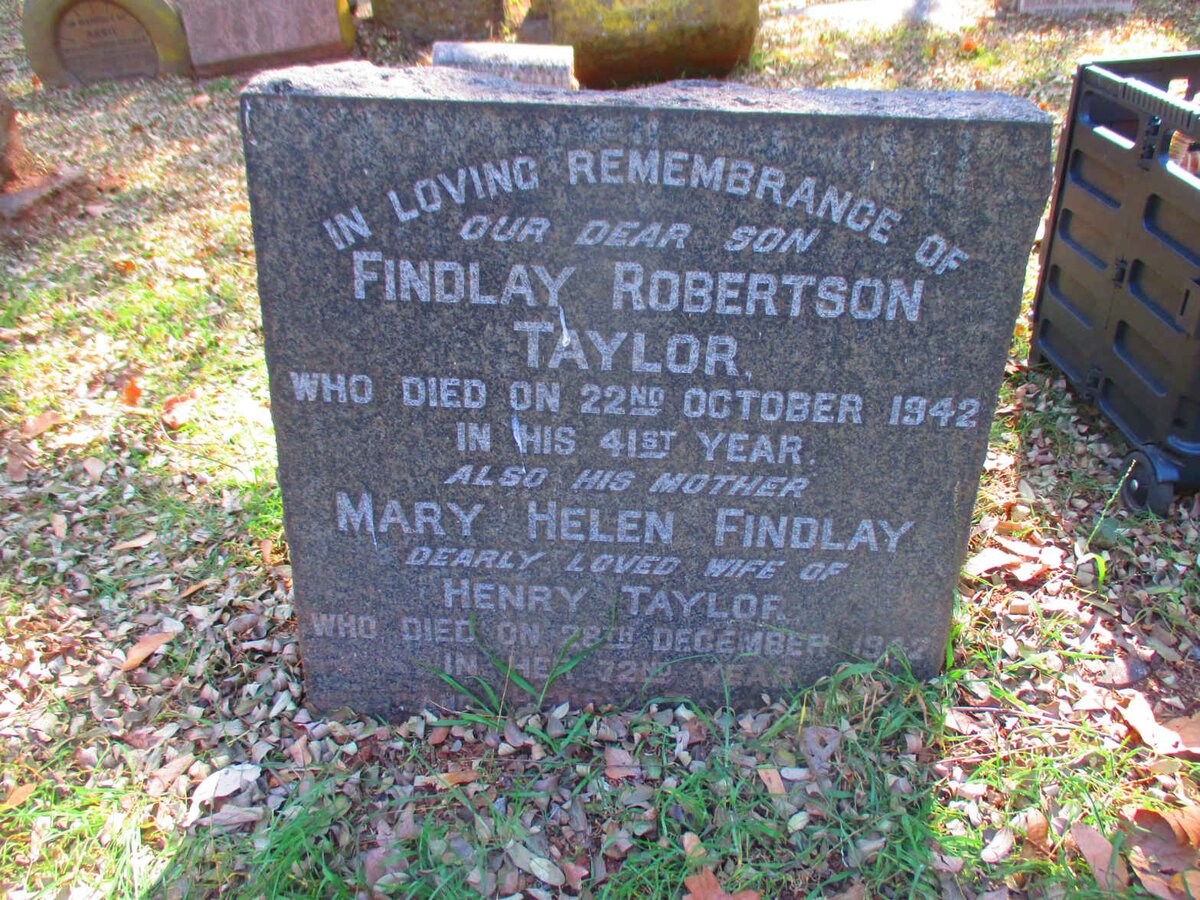 IN LOVING REMEMBRANCE OF
OUR DEAR SON
FINDLAY ROBERTSON
TAYLOR,
WHO DIED ON 22ND OCTOBER 1942
IN HIS 41ST YEAR.
ALSO HIS MOTHER
MARY HELEN FINDLAY
DEARLY LOVED WIFE OF
HENRY TAYLOR
WHO DIED ON DECEMBER
IN HER 72ND YEAR